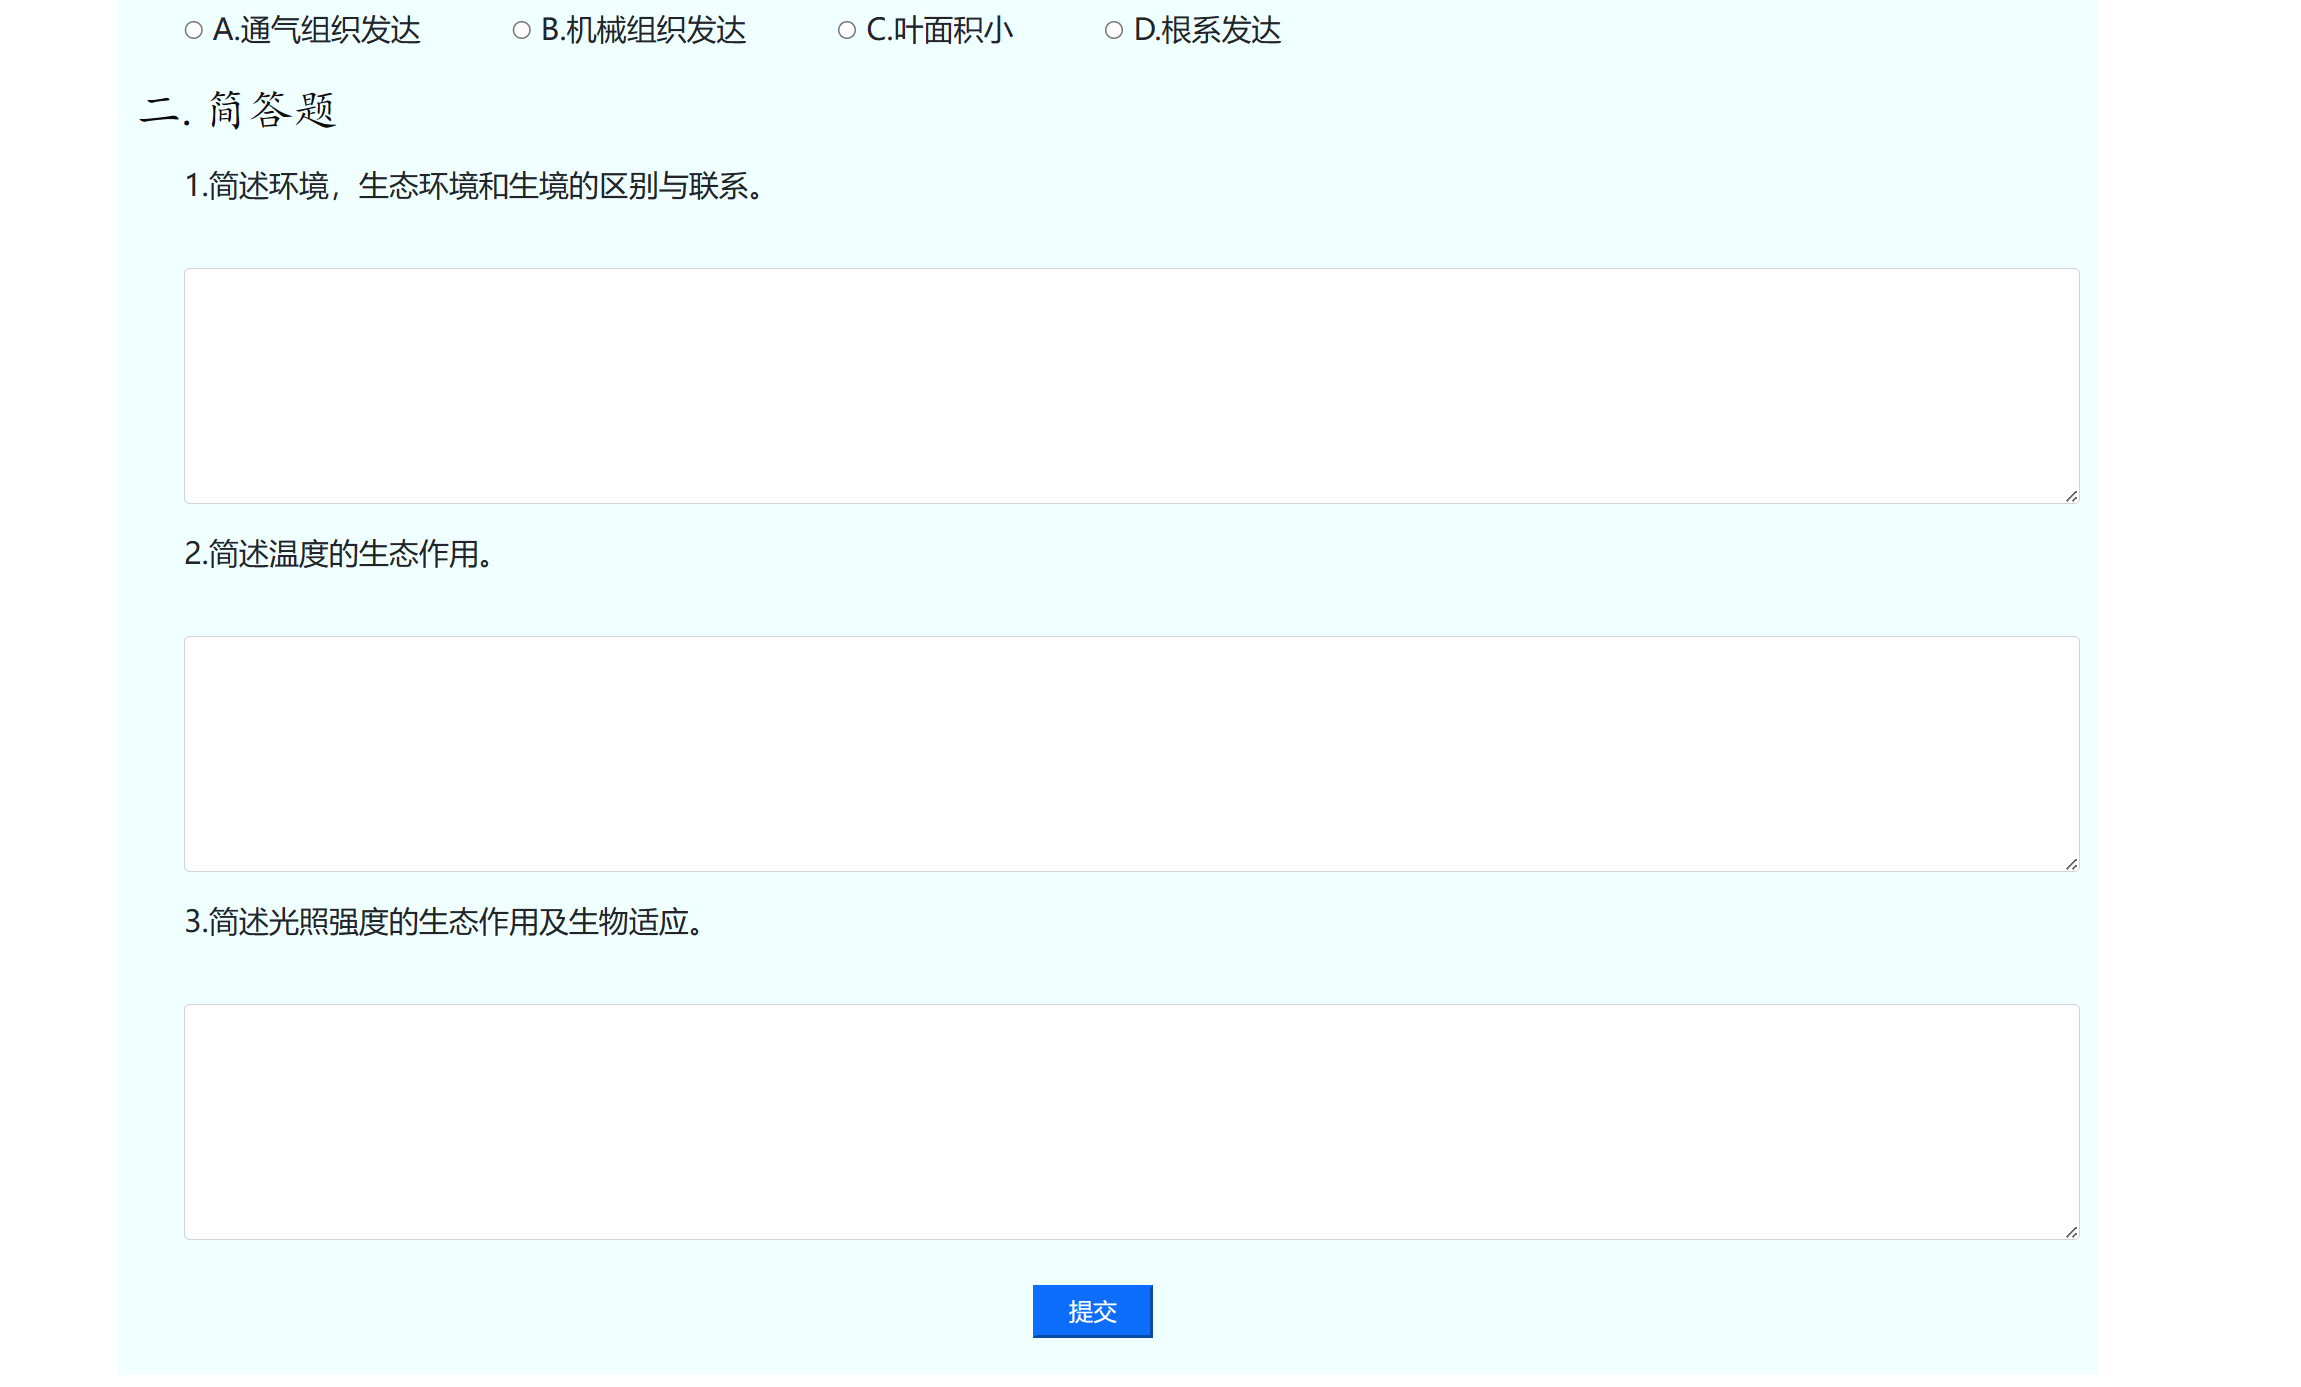 A.通气组织发达 B.机械组织发达 C.叶面积小 D.根系发达
二. 简答题
1.简述环境，生态环境和生境的区别与联系。
2.简述温度的生态作用。
3.简述光照强度的生态作用及生物适应。
提交